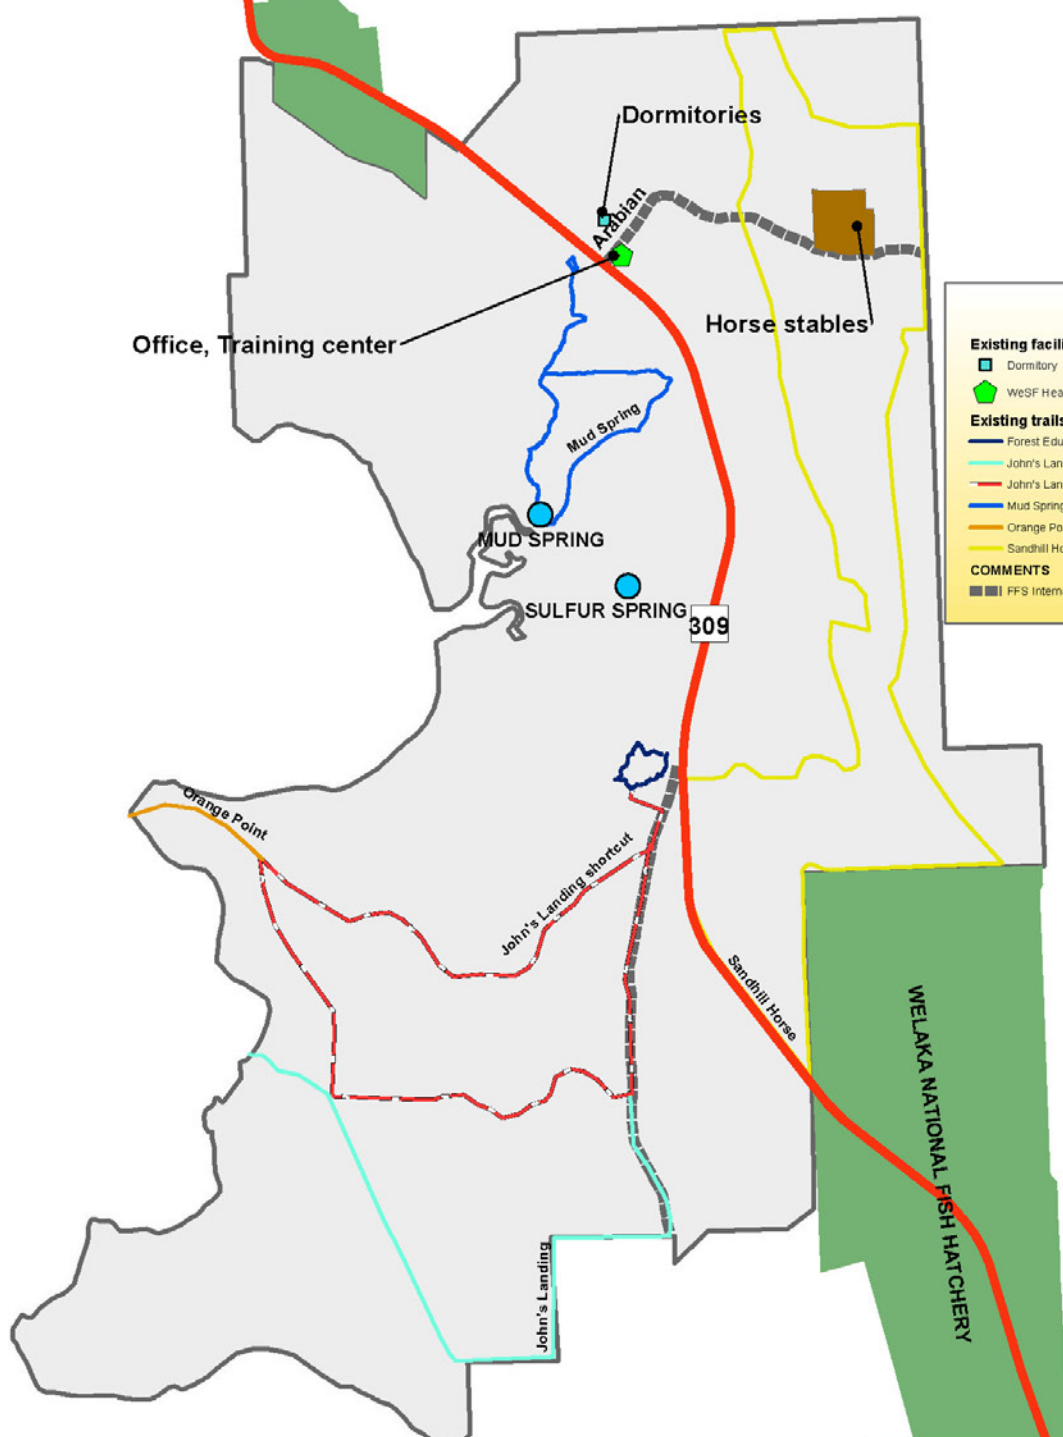 Dormitories
Arabian
Office, Training center
Horse stables
Existing facili
Dormitory
WeSF Hea
Existing trails
Forest Edu
John's Lan
John's Lan
Mud Spring
Orange Po
Sandhill Ho
COMMENTS
FFS Intern
Mud Spring
MUD SPRING
SULFUR SPRING
309
Orange Point
John's Landing shortcut
Sandhill Horse
WELAKA NATIONAL FISH HATCHERY
John's Landing